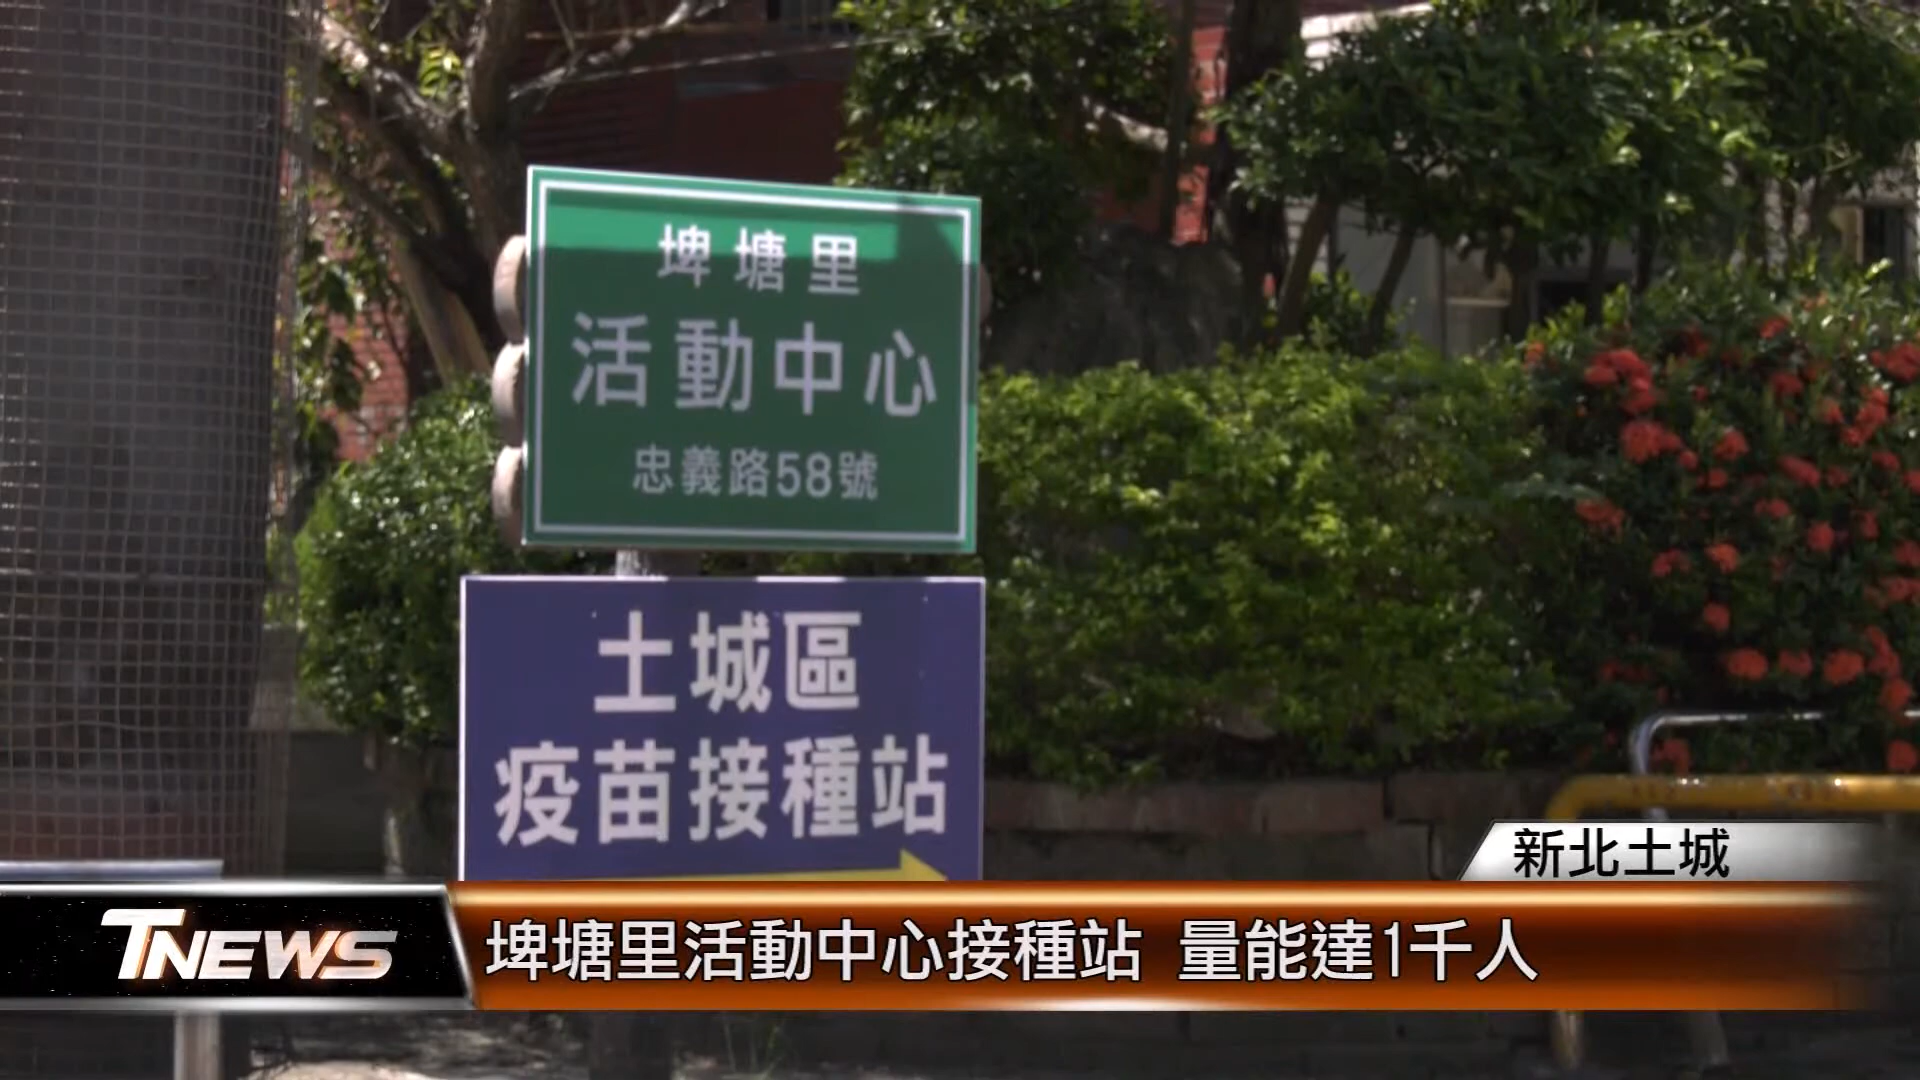 埤塘里
活動中心
忠義路58號
土城區
疫苗接種站
新北土城
TNEWS
埤塘里活動中心接種站 量能達1千人